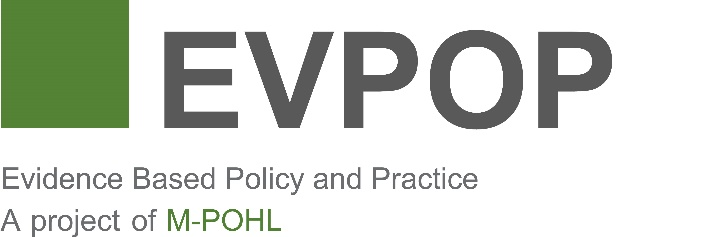 EVPOP
Evidence Based Policy and Practice
A project of M-POHL